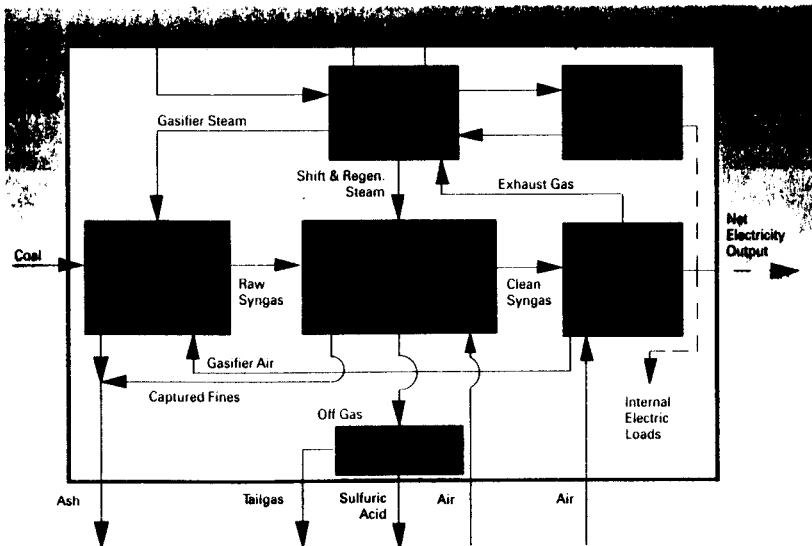 Gasifier Steam
Shift & Regen.
Steam
Exhaust Gas
Net
Electricity
Output
Coal
Raw
Syngas
Clean
Syngas
Gasifier Air
Captured Fines
Internal
Electric
Loads
Off Gas
Ash
Tailgas
Sulfuric
Acid
Air
Air